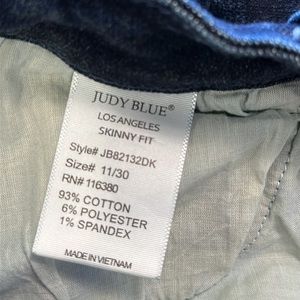 JUDY BLUE®
LOS ANGELES
SKINNY FIT
Style# JB82132DK
Size# 11/30
RN# 116380
93% COTTON
6% POLYESTER
1% SPANDEX
MADE IN VIETNAM